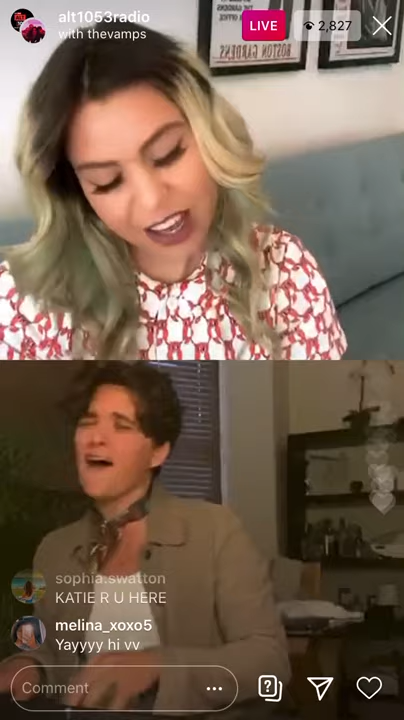 alt1053radio
with thevamps
LIVE
2,827
BOSTON GARDENS
sophia.swatton
KATIE R U HERE
melina_xoxo5
Yayyyy hi vv
Comment